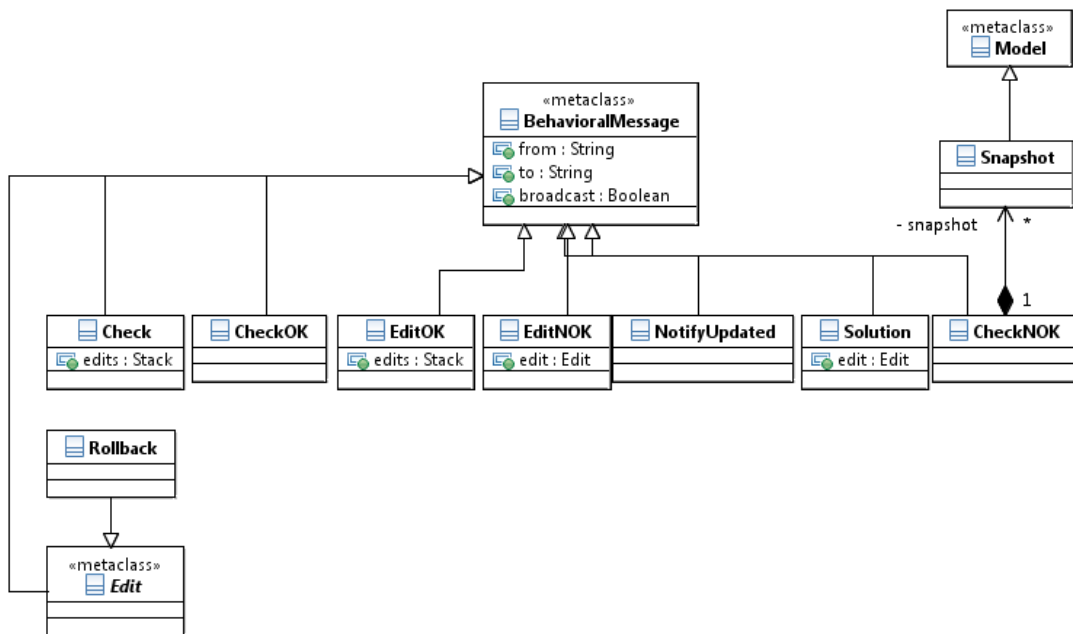 «metaclass»
Model
«metaclass»
BehavioralMessage
from : String
to : String
broadcast : Boolean
Snapshot
- snapshot
*
1
Check
edits : Stack
CheckOK
EditOK
edits : Stack
EditNOK
edit : Edit
NotifyUpdated
Solution
edit : Edit
CheckNOK
Rollback
«metaclass»
Edit